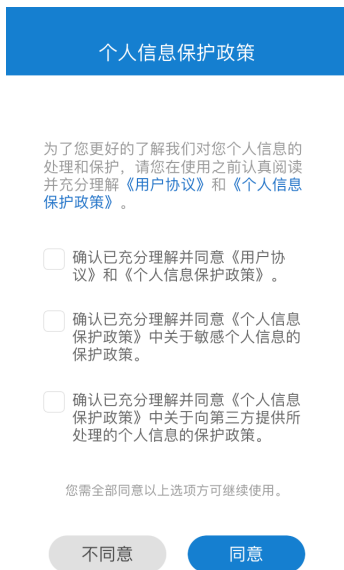 个人信息保护政策
为了您更好的了解我们对您个人信息的
处理和保护，请您在使用之前认真阅读
并充分理解《用户协议》和《个人信息
保护政策》。
确认已充分理解并同意《用户协
议》和《个人信息保护政策》。
确认已充分理解并同意《个人信息
保护政策》中关于敏感个人信息的
保护政策。
确认已充分理解并同意《个人信息
保护政策》中关于向第三方提供所
处理的个人信息的保护政策。
您需全部同意以上选项方可继续使用。
不同意
同意